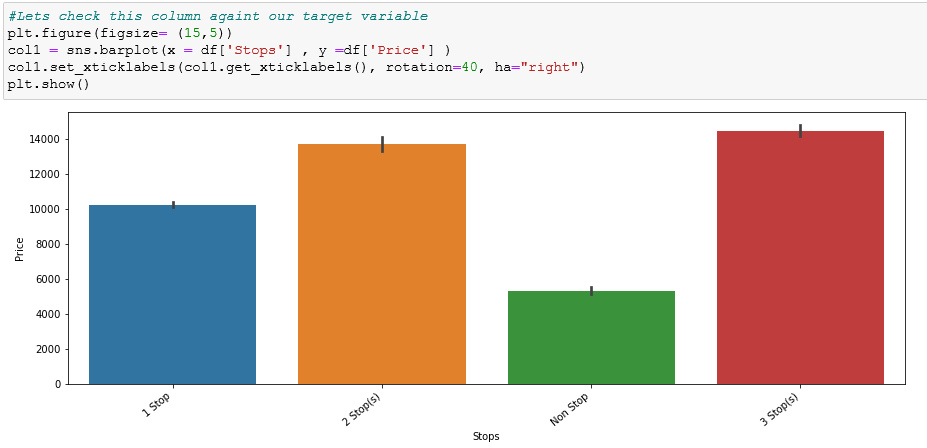 #Lets check this column againt our target variable
plt.figure(figsize= (15,5))
col1 = sns.barplot(x = df['Stops'] , y =df['Price'] )
col1.set_xticklabels(col1.get_xticklabels(), rotation=40, ha="right")
plt.show()
14000
12000
10000
8000
6000
4000
2000
0
Price
1 Stop
2 Stop(s)
Non Stop
3 Stop(s)
Stops